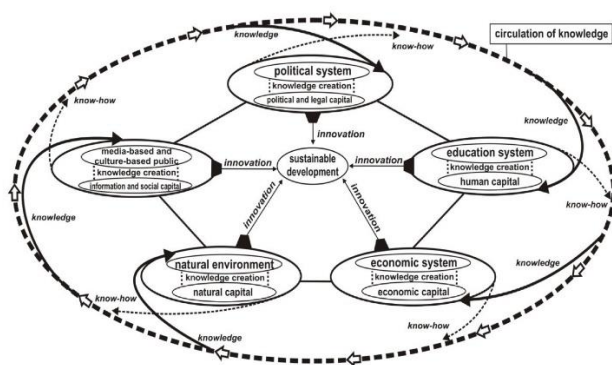 knowledge
know-how
circulation of knowledge
political system
knowledge creation
political and legal capital
know-how
knowledge
media-based and
culture-based public
knowledge creation
information and social capital
innovation
innovation
sustainable
development
innovation
education system
knowledge creation
human capital
know-how
knowledge
innovation
innovation
knowledge
natural environment
knowledge creation
natural capital
economic system
knowledge creation
economic capital
know-how
knowledge
know-how